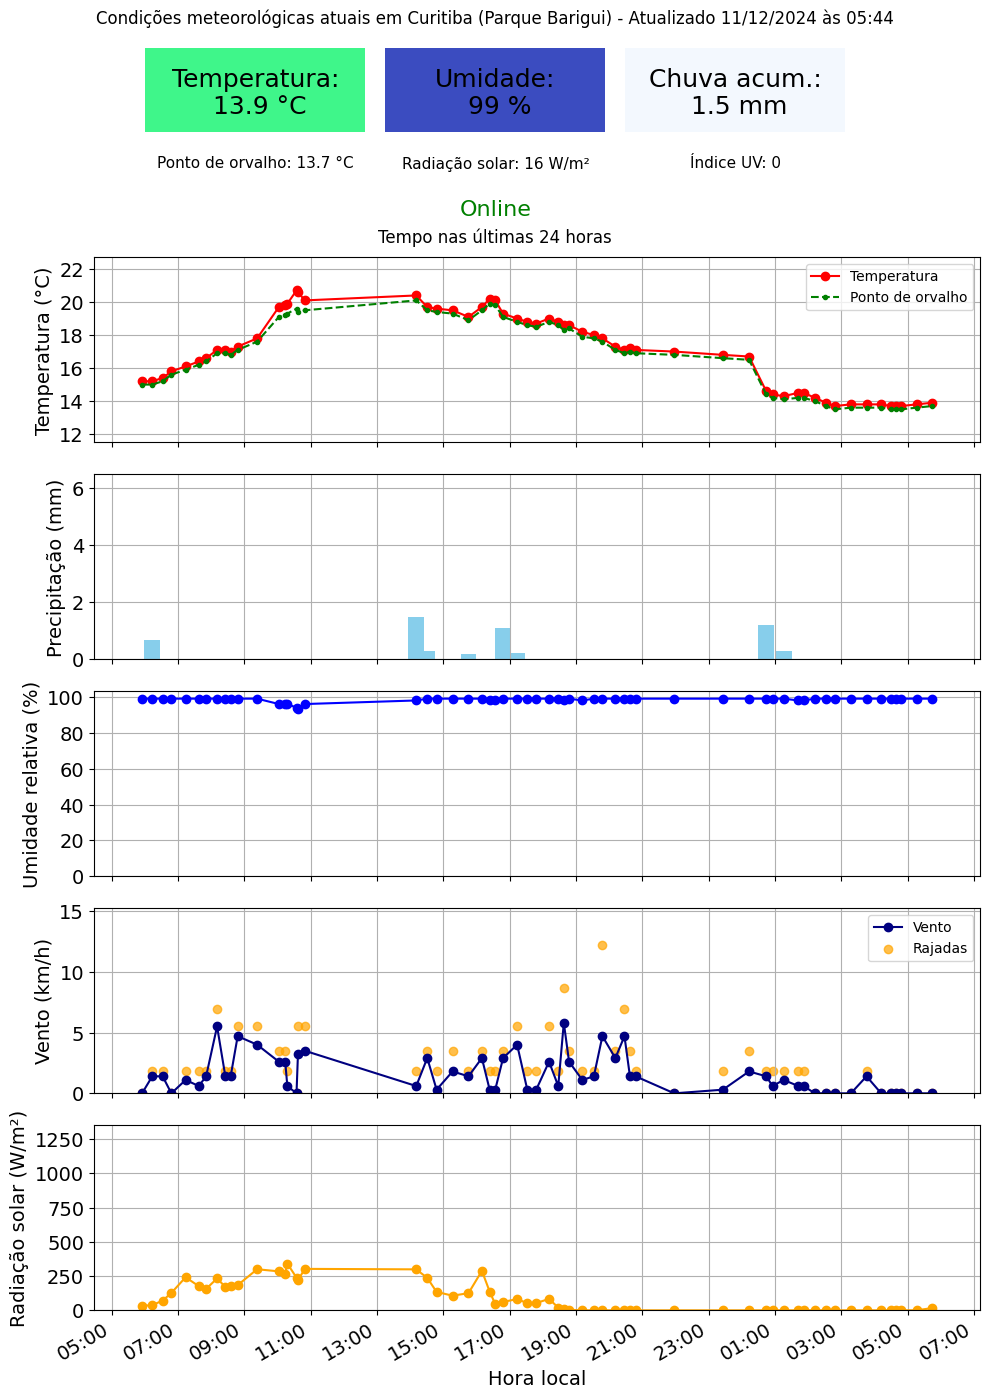 Condições meteorológicas atuais em Curitiba (Parque Barigui) - Atualizado 11/12/2024 às 05:44
Temperatura:
13.9 °C
Umidade:
99 %
Chuva acum.:
1.5 mm
Ponto de orvalho: 13.7 °C
Radiação solar: 16 W/m²
Índice UV: 0
Online
Tempo nas últimas 24 horas
Temperatura (°C)
22
20
18
16
14
12
Temperatura
Ponto de orvalho
Precipitação (mm)
6
4
2
0
Umidade relativa (%)
100
80
60
40
20
0
Vento (km/h)
15
10
5
0
Vento
Rajadas
Radiação solar (W/m²)
1250
1000
750
500
250
0
05:00
07:00
09:00
11:00
13:00
15:00
17:00
19:00
21:00
23:00
01:00
03:00
05:00
07:00
Hora local